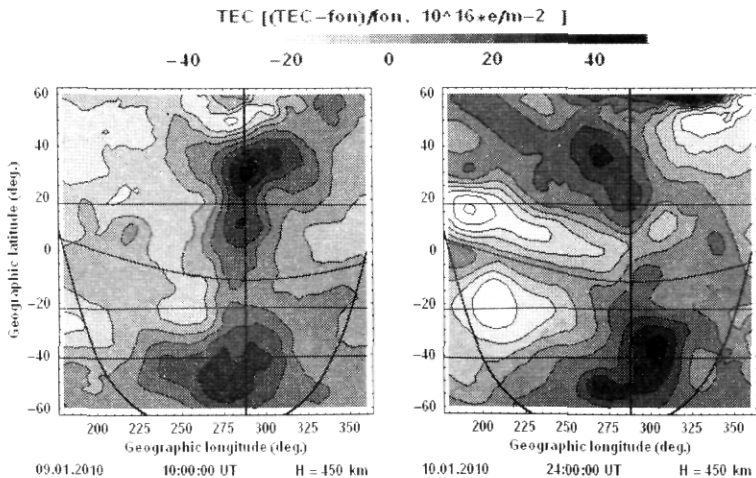 TEC [(TEC-fon)/fon, 10^16*e/m-2 ]
-40 -20 0 20 40
60 40 20 0 -20 -40 -60
Geographic latitude (deg.)
200 225 250 275 300 325 350
Geographic longitude (deg.)
09.01.2010 10:00:00 UT H = 450 km
60 40 20 0 -20 -40 -60
200 225 250 275 300 325 350
Geographic longitude (deg.)
10.01.2010 24:00:00 UT H = 450 km